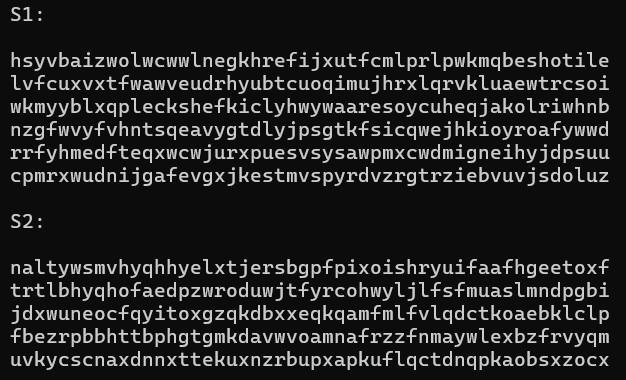 S1:
hsyvbaizwolwcwwlnegkhrefijxutfcmlprlpwkmqbeshotile
lvfcuxvxtfwawveudrhyubtcuoqimujhrxlqrvkluaewtrcsoi
wkmyyblxqpleckshefkiclyhwywaaresoycuheqjakolriwhnb
nzgfwvyfvhntsqeavygtdlyjpsgtkfsicqwejhkioyroafywwd
rrfyhmedfteqxwcwjurxpuesvsysawpmxcwdmigneihyjdpsuu
cpmrxwudnijgafevgxjkestmvspyrdvzrgtrziebvuvjsdoluz
S2:
naltywsmvhyqhhyelxtjersbgpfpixoishryuifaafhgeetoxf
trtlbhyqhofaedpzwroduwjtfyrcohwyljlfsfmuaslmndpgbi
jdxwuneocfqyitoxgzqkdbxxeqkqamfmlfvlqdctkoaebklclp
fbezrpbbhttbphgtgmkdavwvoamnafrzzfnmaywlexbzfrvyqm
uvkycscnaxdnnxttekuxnzrbupxapkuflqctdnqpkaobsxzocx